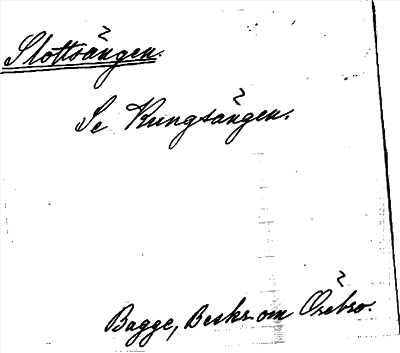 Slottsängen.
Se Kungsängen.
Bagge, Beskr om Örebro.